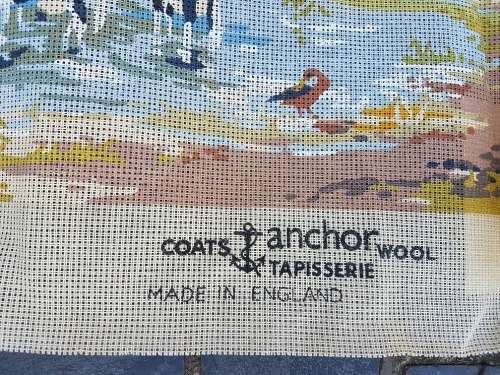 COATS anchor WOOL
TAPISSERIE
MADE IN ENGLAND